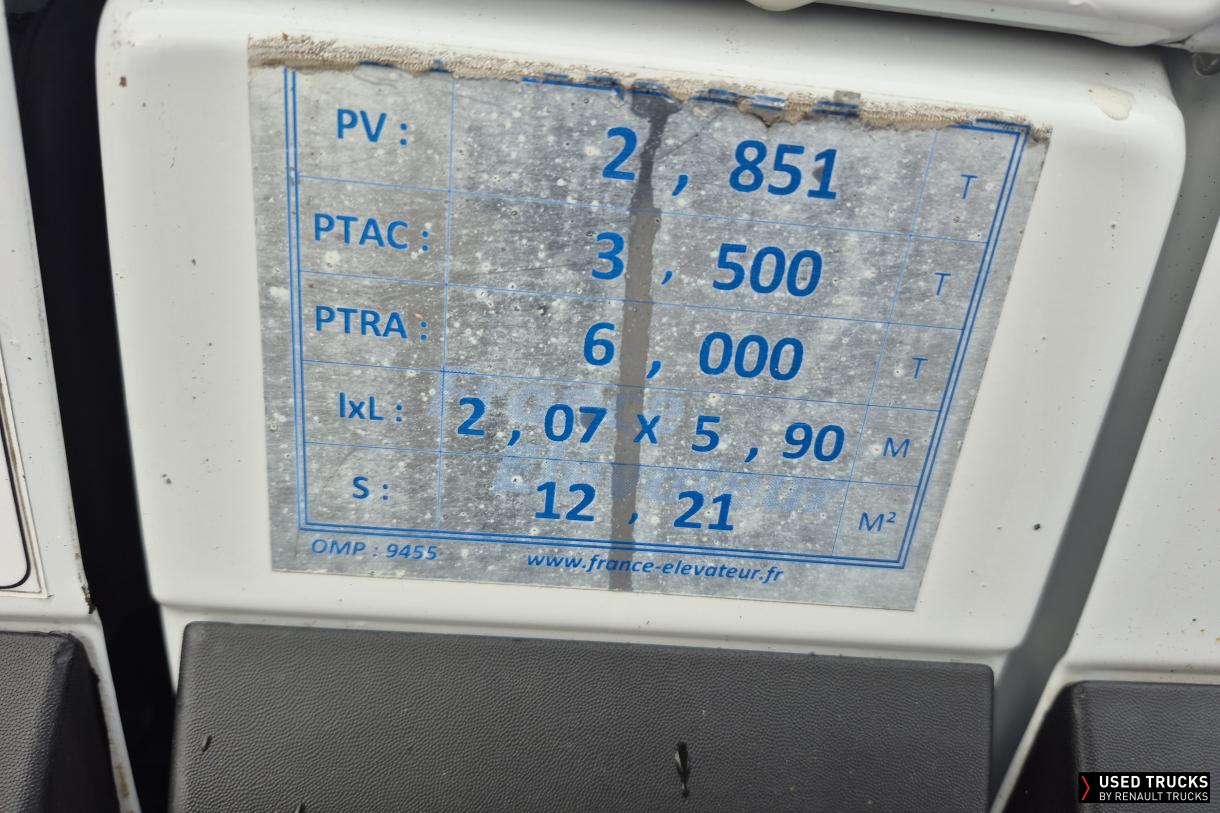 PV : 2 , 851 T
PTAC : 3 , 500 T
PTRA : 6 , 000 T
lxL : 2 , 07 x 5 , 90 M
S : 12 , 21 M²
OMP : 9455 www.france-elevateur.fr
USED TRUCKS
BY RENAULT TRUCKS